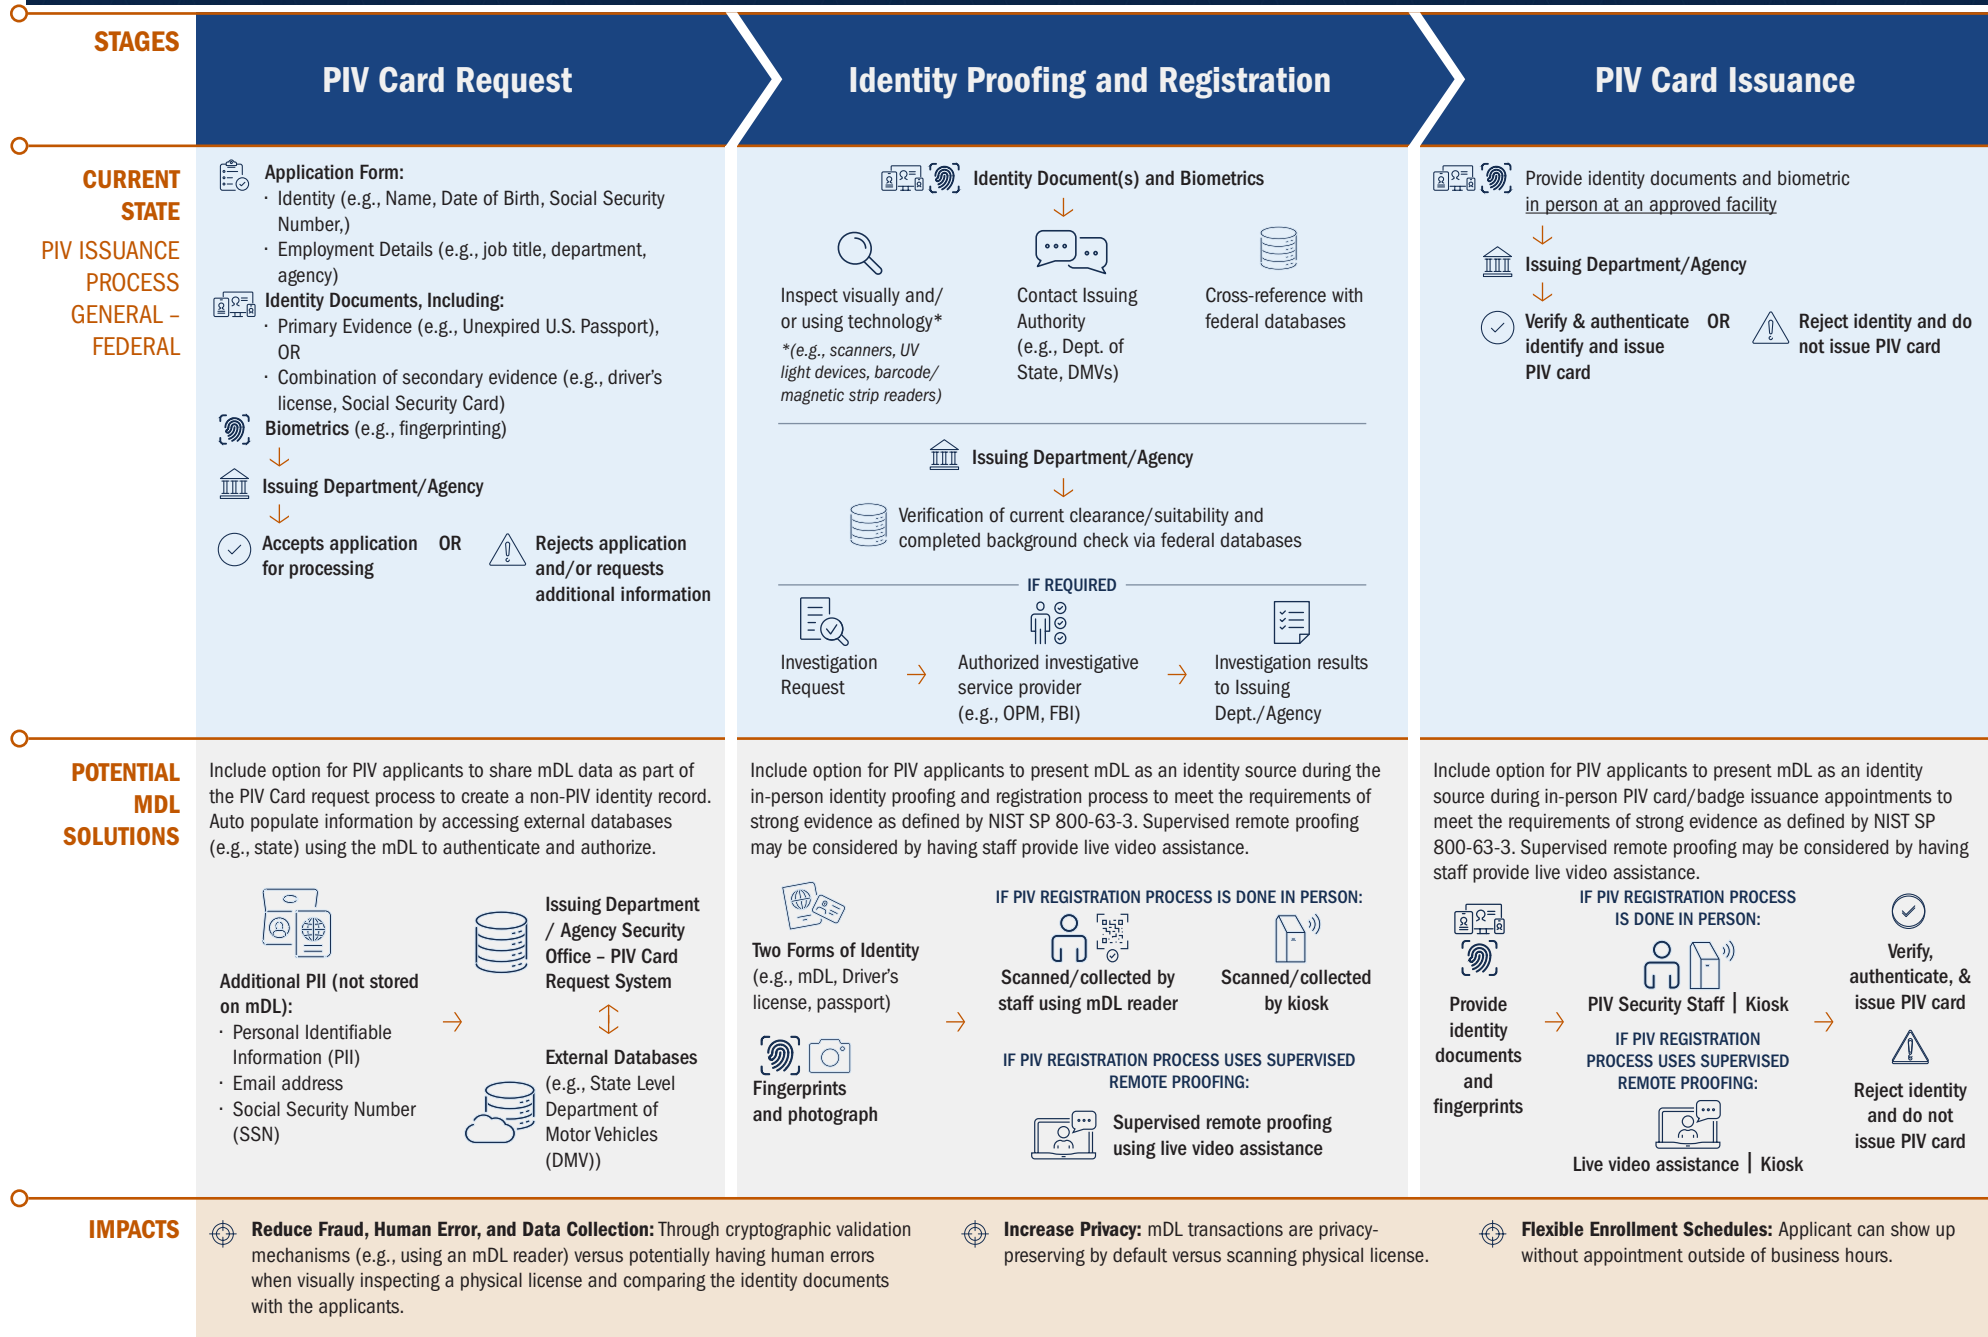 STAGES
PIV Card Request
Identity Proofing and Registration
PIV Card Issuance
CURRENT
STATE
PIV ISSUANCE
PROCESS
GENERAL –
FEDERAL
Application Form:
· Identity (e.g., Name, Date of Birth, Social Security
Number,)
· Employment Details (e.g., job title, department,
agency)
Identity Documents, Including:
· Primary Evidence (e.g., Unexpired U.S. Passport),
OR
· Combination of secondary evidence (e.g., driver's
license, Social Security Card)
Biometrics (e.g., fingerprinting)
Issuing Department/Agency
Accepts application
for processing
OR
Rejects application
and/or requests
additional information
Identity Document(s) and Biometrics
Inspect visually and/
or using technology*
*(e.g., scanners, UV
light devices, barcode/
magnetic strip readers)
Contact Issuing
Authority
(e.g., Dept. of
State, DMVs)
Cross-reference with
federal databases
Issuing Department/Agency
Verification of current clearance/suitability and
completed background check via federal databases
IF REQUIRED
Investigation
Request
Authorized investigative
service provider
(e.g., OPM, FBI)
Investigation results
to Issuing
Dept./Agency
Provide identity documents and biometric
in person at an approved facility
Issuing Department/Agency
Verify & authenticate
identify and issue
PIV card
OR
Reject identity and do
not issue PIV card
POTENTIAL
MDL
SOLUTIONS
Include option for PIV applicants to share mDL data as part of
the PIV Card request process to create a non-PIV identity record.
Auto populate information by accessing external databases
(e.g., state) using the mDL to authenticate and authorize.
Additional PII (not stored
on mDL):
· Personal Identifiable
Information (PII)
· Email address
· Social Security Number
(SSN)
Issuing Department
/ Agency Security
Office – PIV Card
Request System
External Databases
(e.g., State Level
Department of
Motor Vehicles
(DMV))
Include option for PIV applicants to present mDL as an identity source during the
in-person identity proofing and registration process to meet the requirements of
strong evidence as defined by NIST SP 800-63-3. Supervised remote proofing
may be considered by having staff provide live video assistance.
Two Forms of Identity
(e.g., mDL, Driver's
license, passport)
Fingerprints
and photograph
IF PIV REGISTRATION PROCESS IS DONE IN PERSON:
Scanned/collected by
staff using mDL reader
Scanned/collected
by kiosk
IF PIV REGISTRATION PROCESS USES SUPERVISED
REMOTE PROOFING:
Supervised remote proofing
using live video assistance
Include option for PIV applicants to present mDL as an identity
source during in-person PIV card/badge issuance appointments to
meet the requirements of strong evidence as defined by NIST SP
800-63-3. Supervised remote proofing may be considered by having
staff provide live video assistance.
Provide
identity
documents
and
fingerprints
IF PIV REGISTRATION PROCESS
IS DONE IN PERSON:
PIV Security Staff | Kiosk
IF PIV REGISTRATION
PROCESS USES SUPERVISED
REMOTE PROOFING:
Live video assistance | Kiosk
Verify,
authenticate, &
issue PIV card
Reject identity
and do not
issue PIV card
IMPACTS
Reduce Fraud, Human Error, and Data Collection: Through cryptographic validation
mechanisms (e.g., using an mDL reader) versus potentially having human errors
when visually inspecting a physical license and comparing the identity documents
with the applicants.
Increase Privacy: mDL transactions are privacy-
preserving by default versus scanning physical license.
Flexible Enrollment Schedules: Applicant can show up
without appointment outside of business hours.